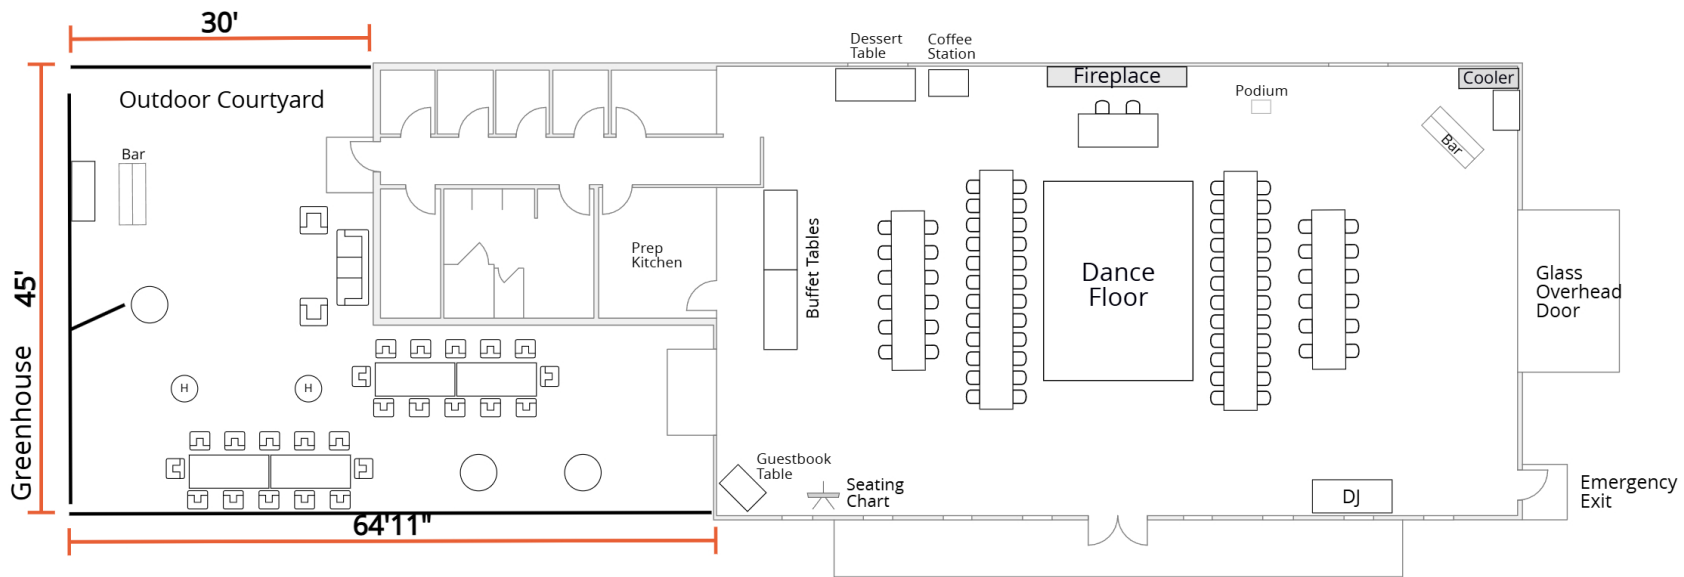 30'
Dessert
Table
Coffee
Station
Fireplace
Cooler
Outdoor Courtyard
Podium
Bar
Bar
Buffet Tables
Prep
Kitchen
Dance
Floor
Glass
Overhead
Door
45'
Greenhouse
H
H
Guestbook
Table
Seating
Chart
DJ
Emergency
Exit
64'11"